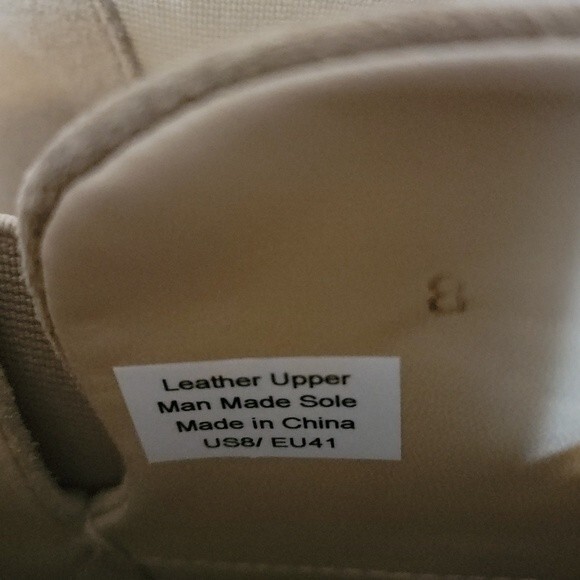 8
Leather Upper
Man Made Sole
Made in China
US8/ EU41